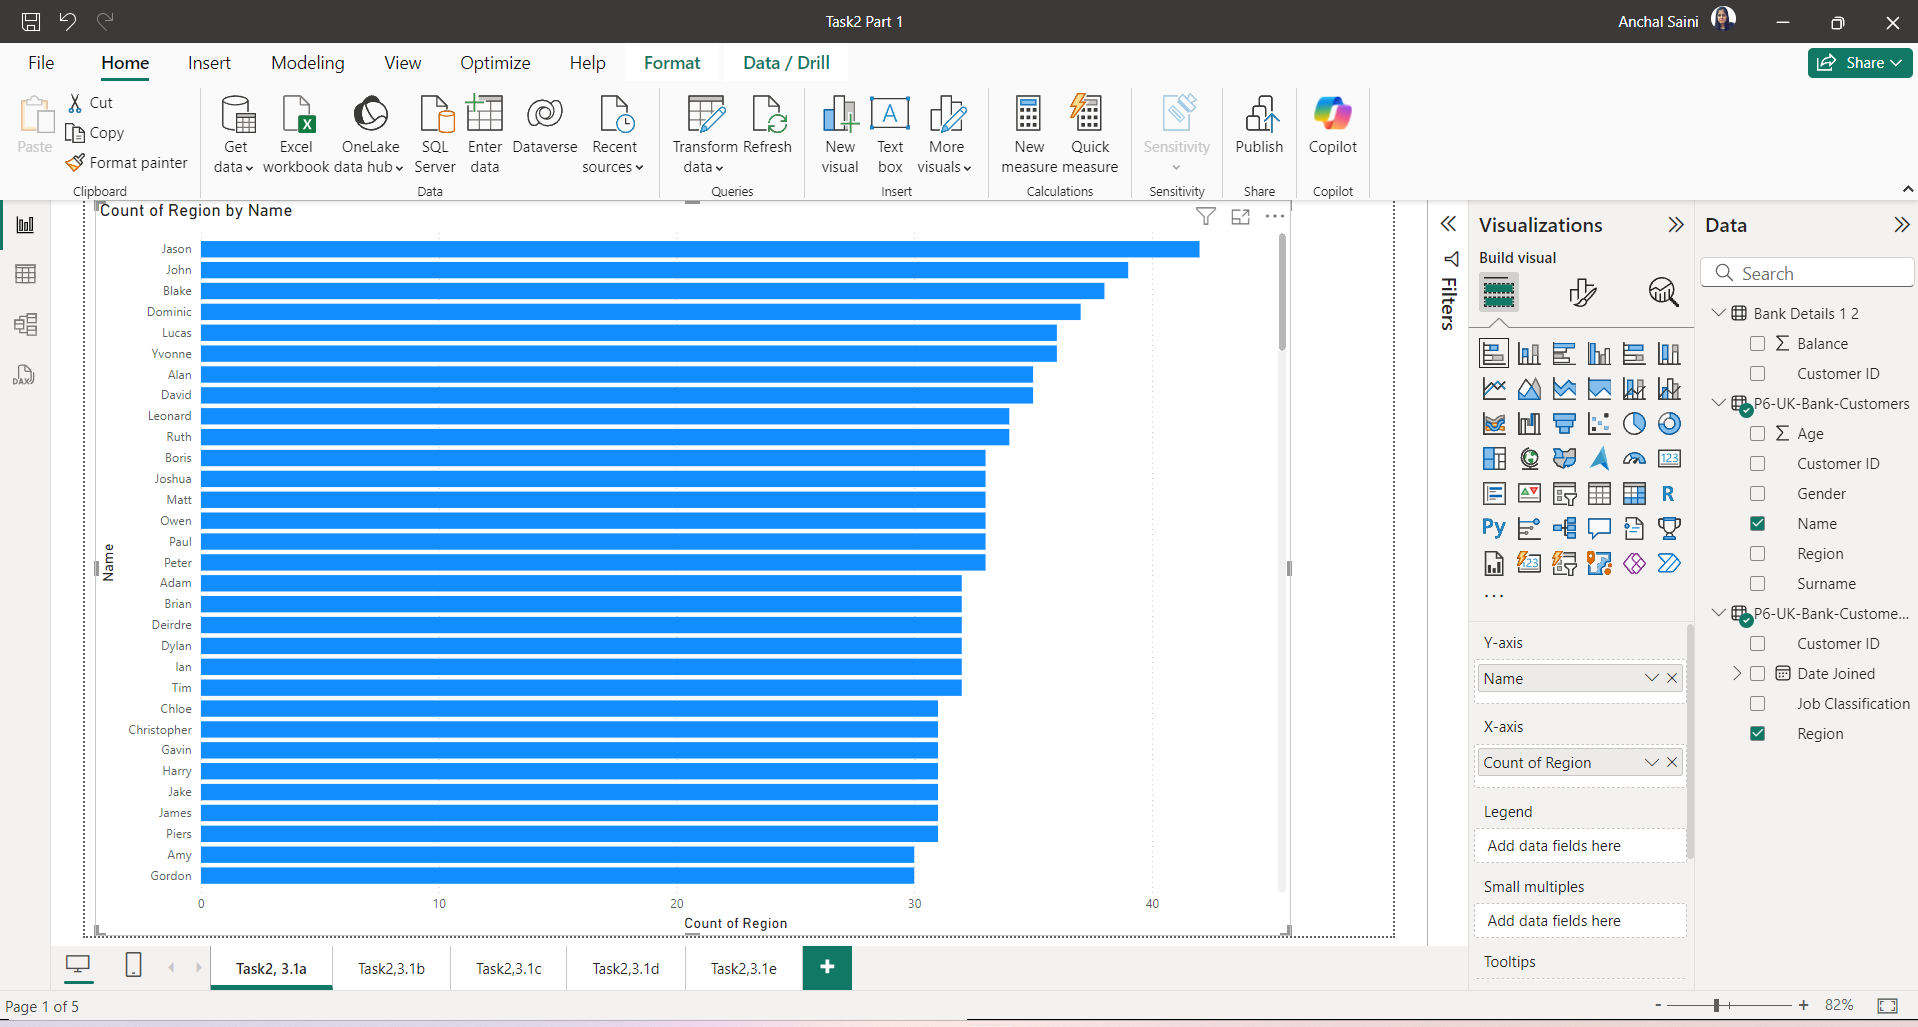 Task2 Part 1
Anchal Saini
File Home Insert Modeling View Optimize Help Format Data / Drill
Share
Paste
Cut
Copy
Format painter
Clipboard
Get data
Excel workbook
OneLake data hub
SQL Server
Enter data
Dataverse
Recent sources
Data
Transform data
Refresh
Queries
New visual
Text box
More visuals
Insert
New measure
Quick measure
Calculations
Sensitivity
Sensitivity
Publish
Share
Copilot
Copilot
Count of Region by Name
Name
Jason
John
Blake
Dominic
Lucas
Yvonne
Alan
David
Leonard
Ruth
Boris
Joshua
Matt
Owen
Paul
Peter
Adam
Brian
Deirdre
Dylan
Ian
Tim
Chloe
Christopher
Gavin
Harry
Jake
James
Piers
Amy
Gordon
0 10 20 30 40
Count of Region
Filters
Visualizations
Build visual
123
R
Py
123
...
Y-axis
Name
X-axis
Count of Region
Legend
Add data fields here
Small multiples
Add data fields here
Tooltips
Data
Search
Bank Details 1 2
Balance
Customer ID
P6-UK-Bank-Customers
Age
Customer ID
Gender
Name
Region
Surname
P6-UK-Bank-Custome...
Customer ID
Date Joined
Job Classification
Region
DAX
Task2, 3.1a
Task2,3.1b
Task2,3.1c
Task2,3.1d
Task2,3.1e
+
Page 1 of 5
- + 82%